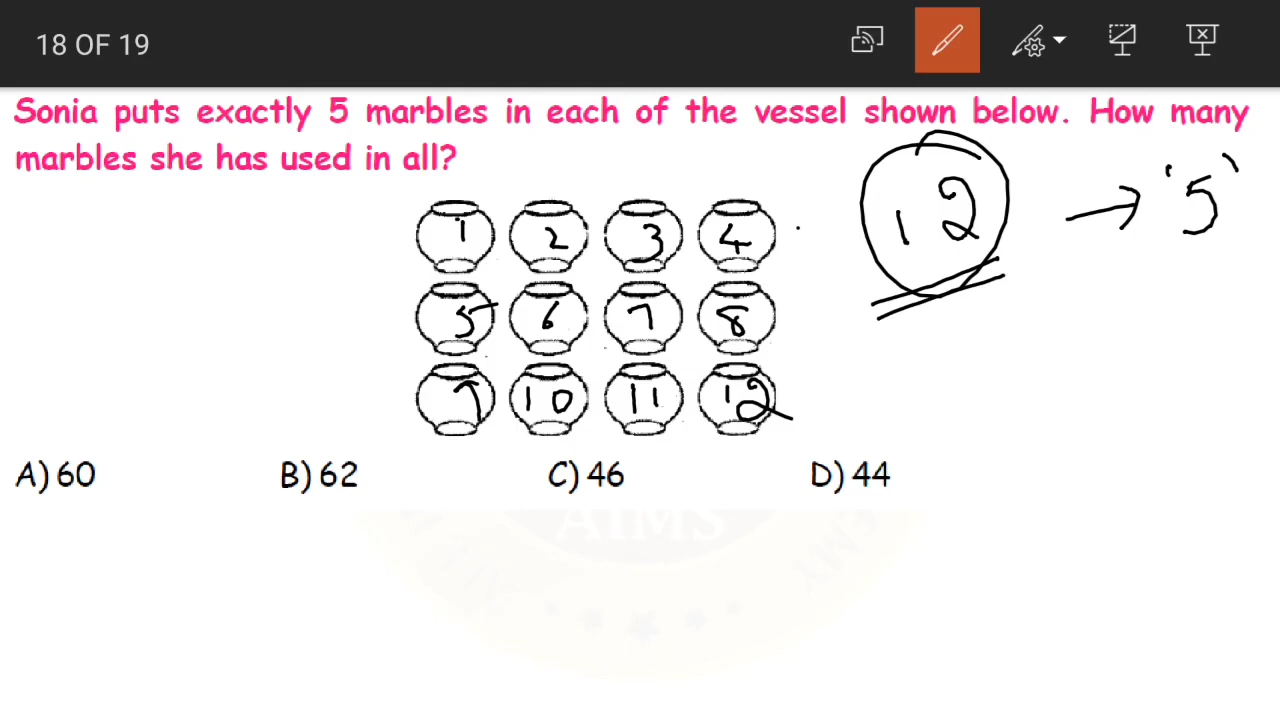 18 OF 19
Sonia puts exactly 5 marbles in each of the vessel shown below. How many
marbles she has used in all?
12 → '5'
1 2 3 4
5 6 7 8
9 10 11 12
A) 60 B) 62 C) 46 D) 44
AIMS